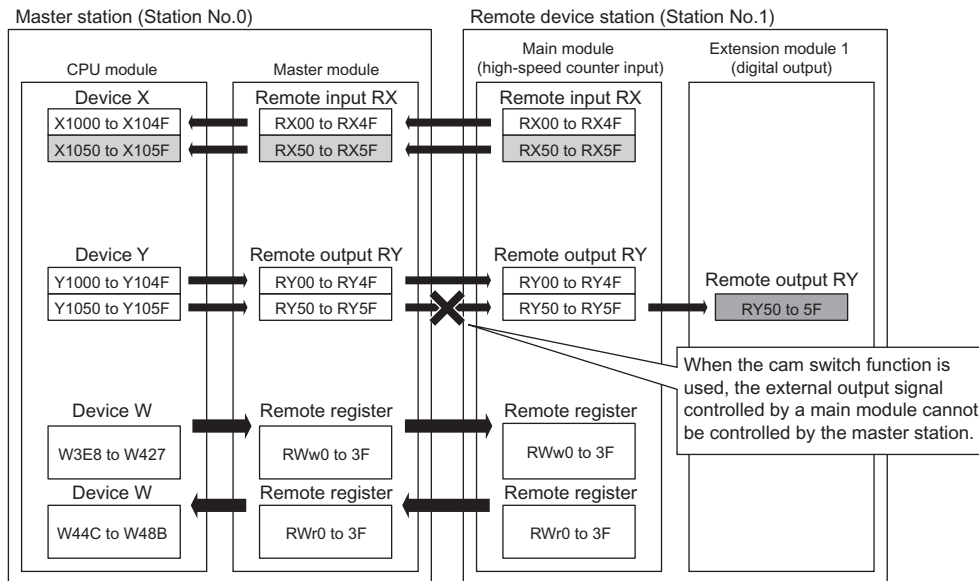 Master station (Station No.0)
Remote device station (Station No.1)
CPU module
Master module
Main module
(high-speed counter input)
Extension module 1
(digital output)
Device X
Remote input RX
Remote input RX
X1000 to X104F
RX00 to RX4F
RX00 to RX4F
X1050 to X105F
RX50 to RX5F
RX50 to RX5F
Device Y
Remote output RY
Remote output RY
Y1000 to Y104F
RY00 to RY4F
RY00 to RY4F
Remote output RY
Y1050 to Y105F
RY50 to RY5F
RY50 to RY5F
RY50 to 5F
When the cam switch function is
used, the external output signal
controlled by a main module cannot
be controlled by the master station.
Device W
Remote register
Remote register
W3E8 to W427
RWw0 to 3F
RWw0 to 3F
Device W
Remote register
Remote register
W44C to W48B
RWr0 to 3F
RWr0 to 3F